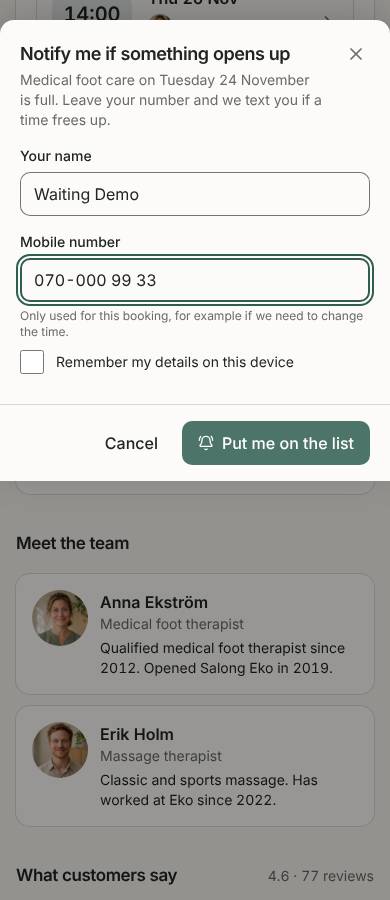 14:00
Thu 26 Nov
Notify me if something opens up
Medical foot care on Tuesday 24 November
is full. Leave your number and we text you if a
time frees up.
Your name
Waiting Demo
Mobile number
070-000 99 33
Only used for this booking, for example if we need to change
the time.
Remember my details on this device
Cancel
Put me on the list
Meet the team
Anna Ekström
Medical foot therapist
Qualified medical foot therapist since
2012. Opened Salong Eko in 2019.
Erik Holm
Massage therapist
Classic and sports massage. Has
worked at Eko since 2022.
What customers say
4.6 · 77 reviews